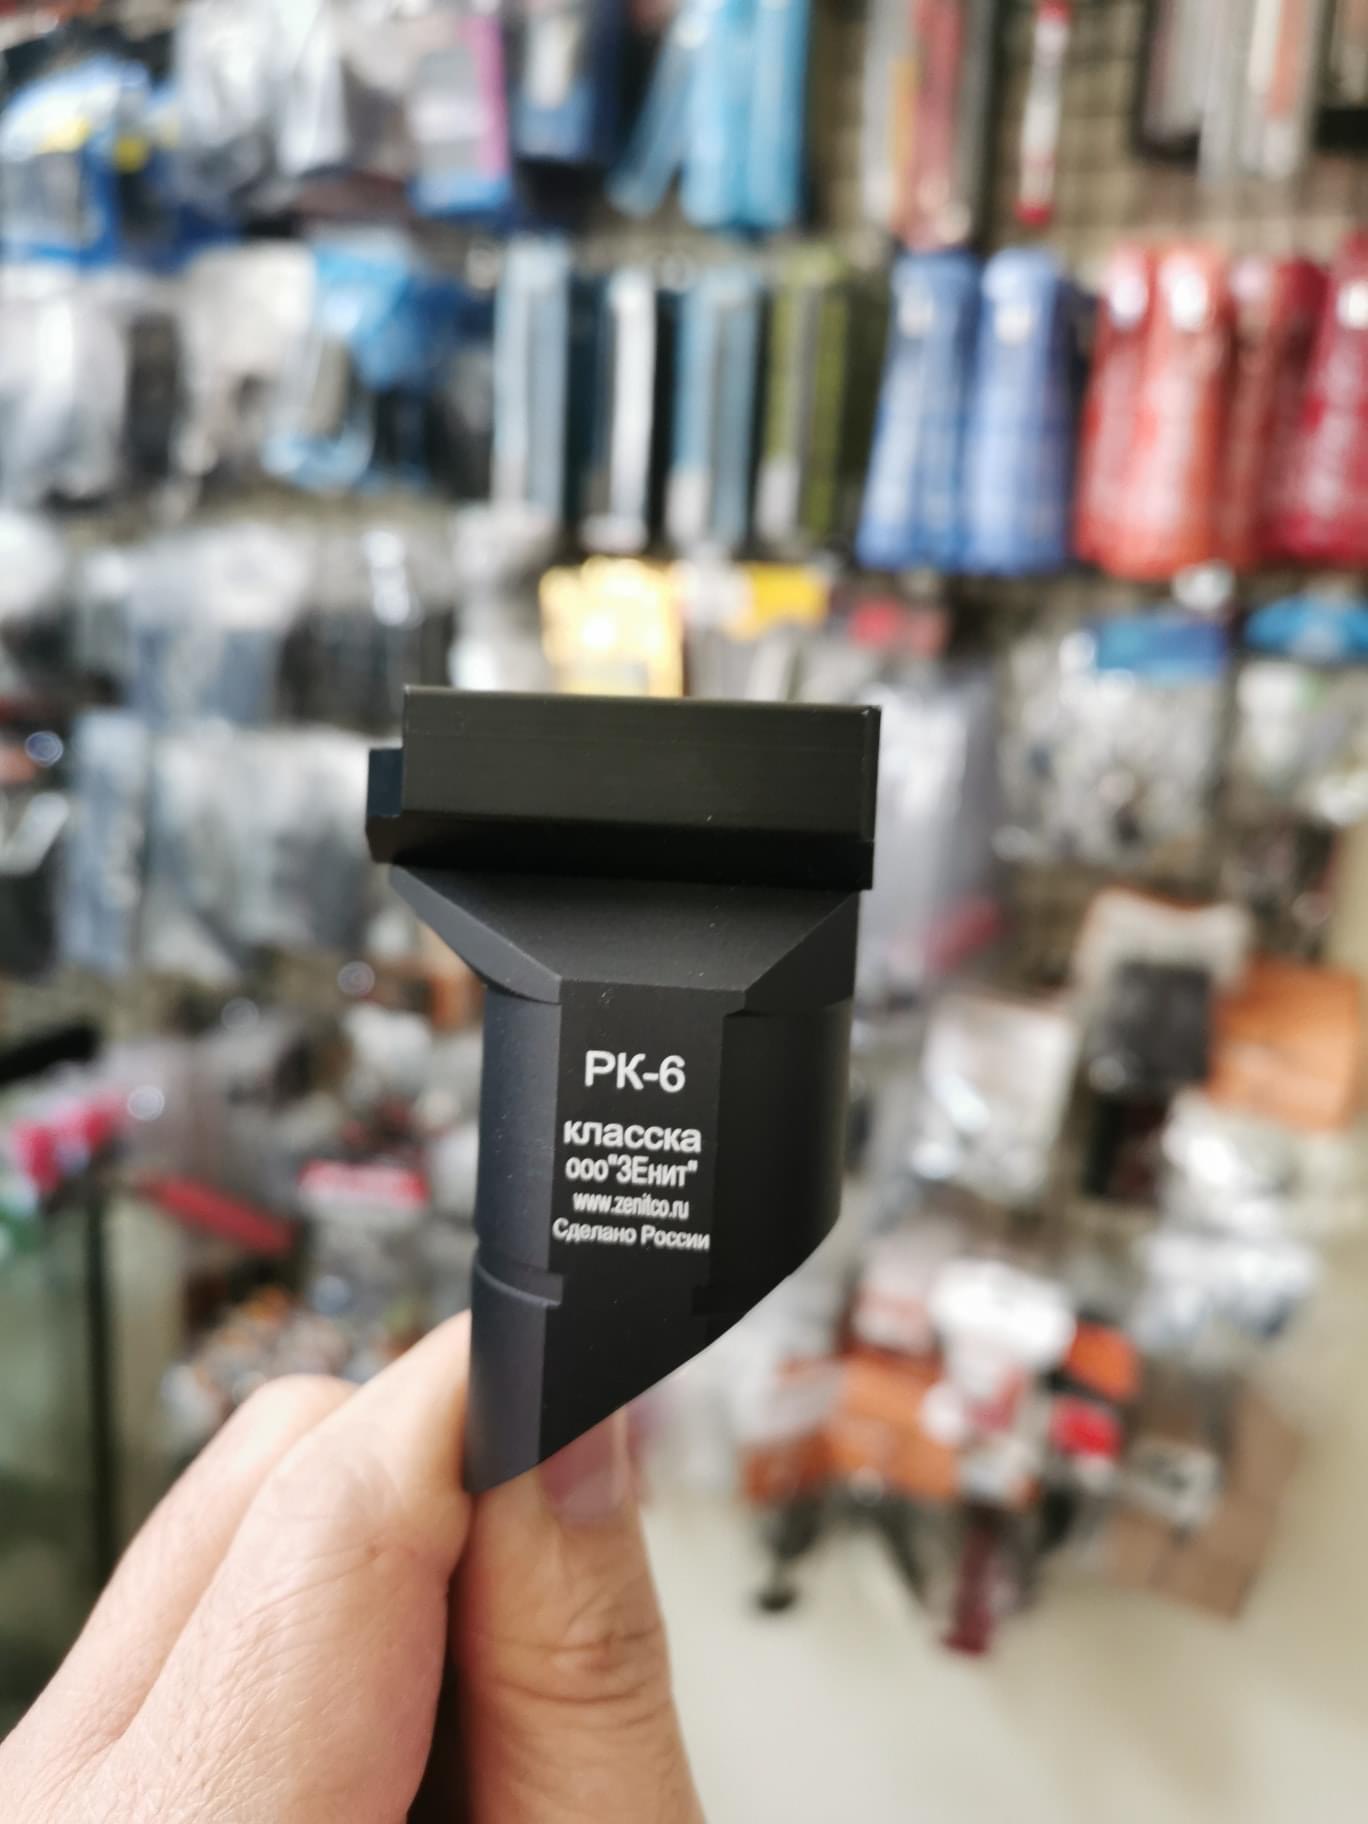 РК-6
класска
ооо"ЗЕнит"
www.zenitco.ru
Сделано России